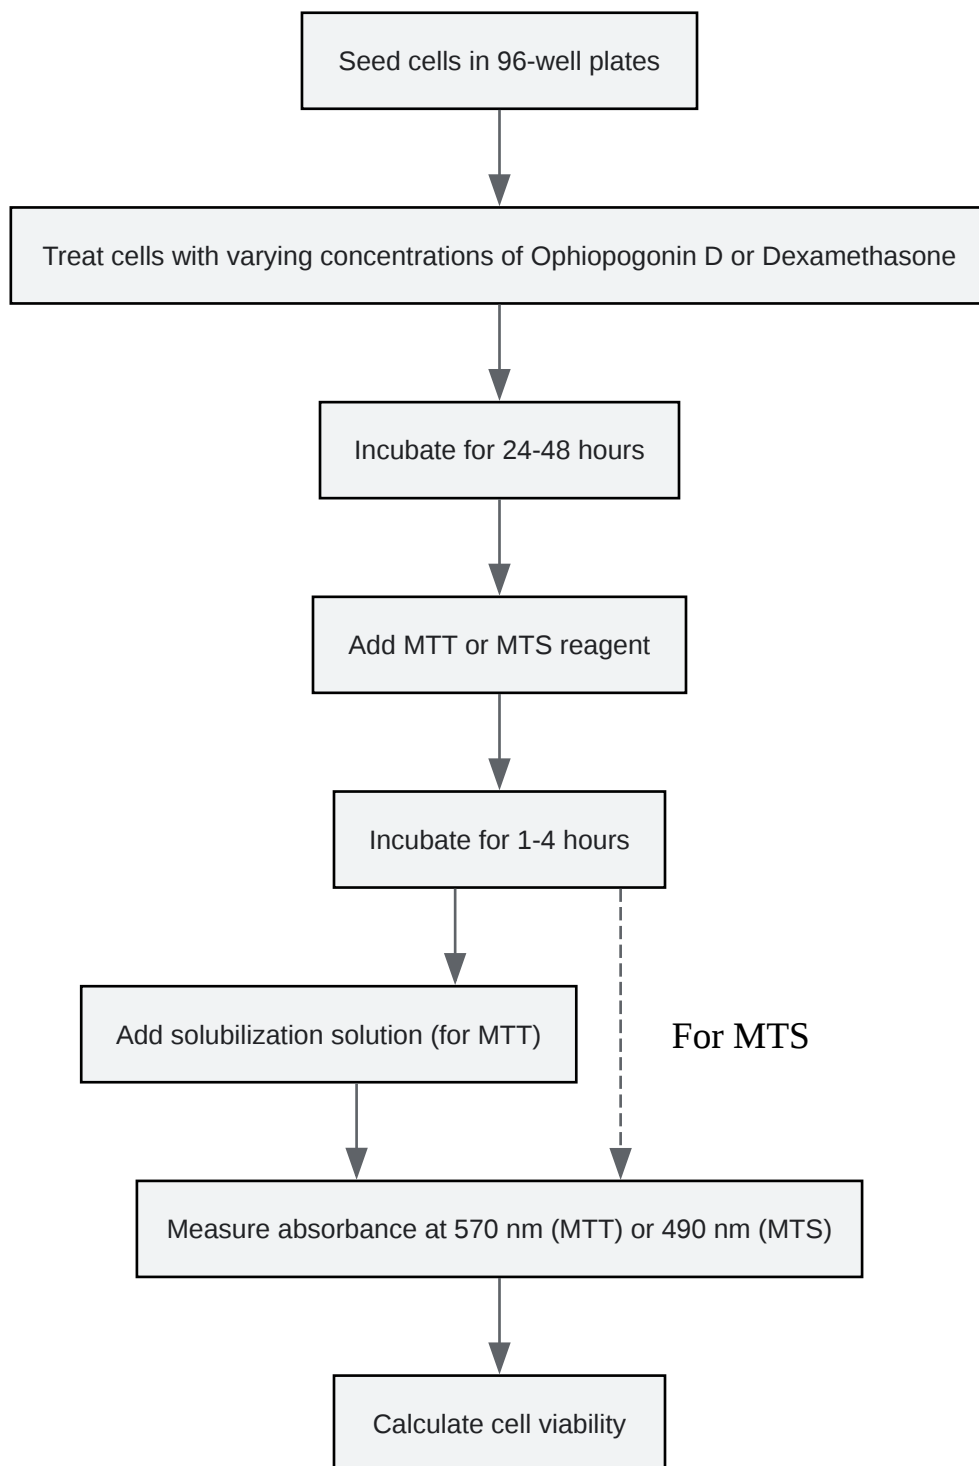 Seed cells in 96-well plates
Treat cells with varying concentrations of Ophiopogonin D or Dexamethasone
Incubate for 24-48 hours
Add MTT or MTS reagent
Incubate for 1-4 hours
Add solubilization solution (for MTT)
For MTS
Measure absorbance at 570 nm (MTT) or 490 nm (MTS)
Calculate cell viability